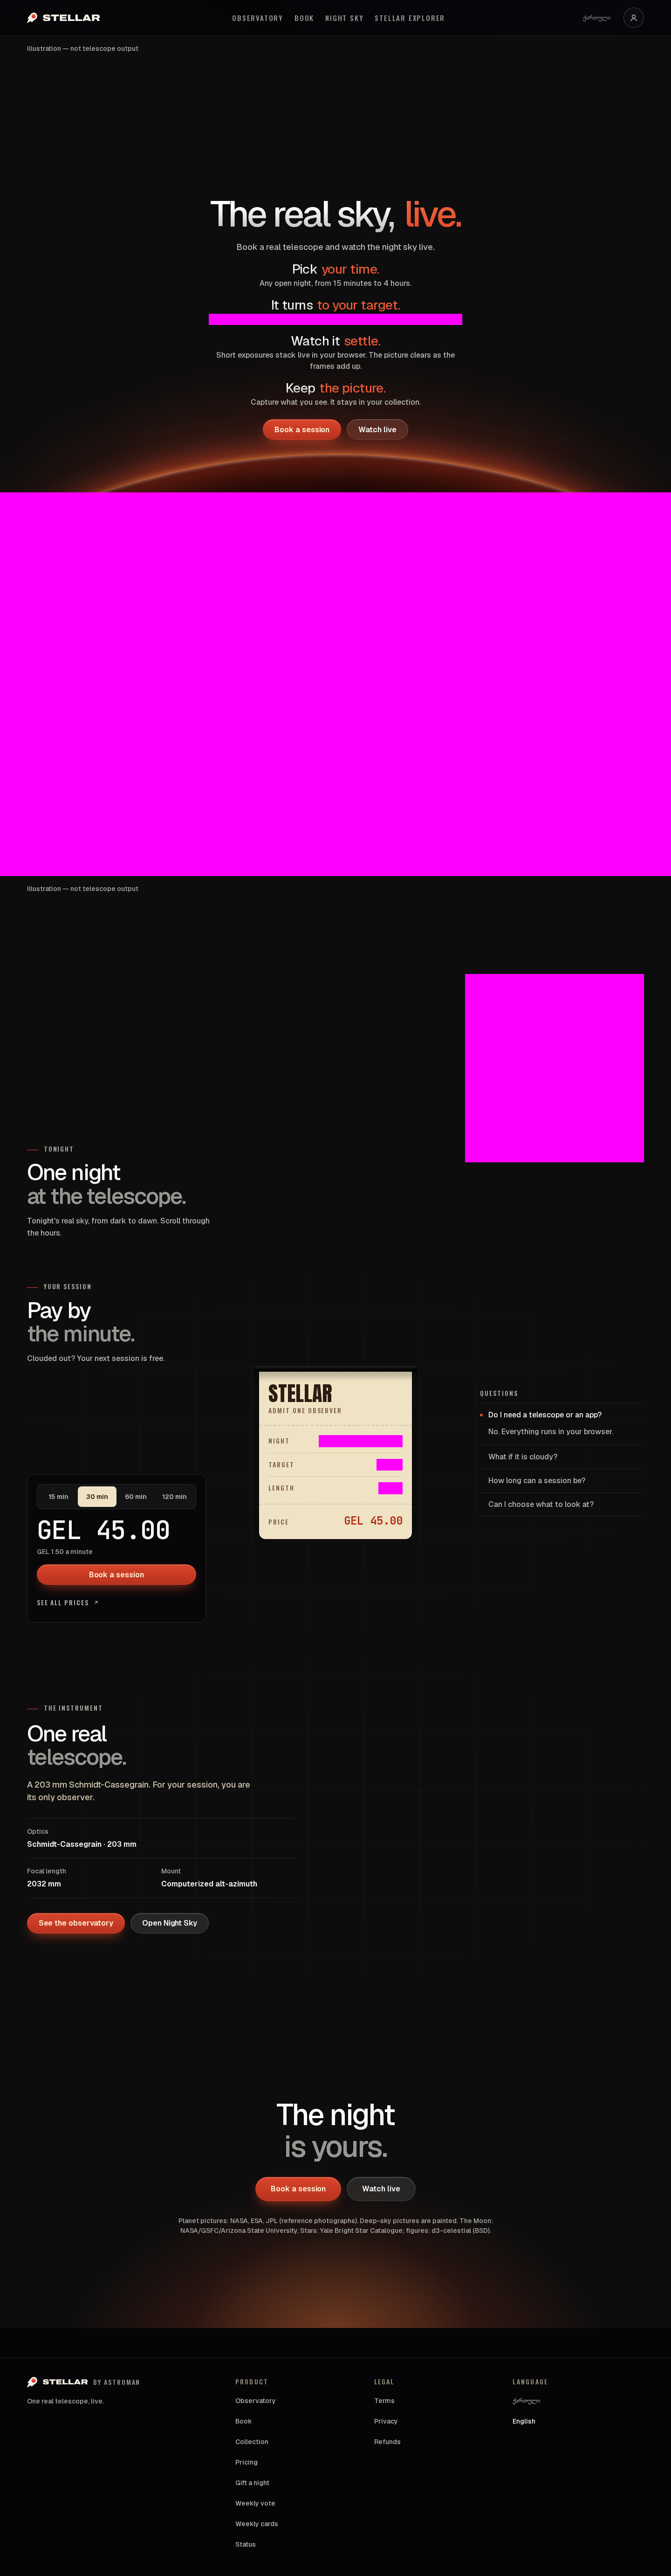 STELLAR
OBSERVATORY BOOK NIGHT SKY STELLAR EXPLORER
ქართული
Illustration — not telescope output
The real sky, live.
Book a real telescope and watch the night sky live.
Pick your time.
Any open night, from 15 minutes to 4 hours.
It turns to your target.
Watch it settle.
Short exposures stack live in your browser. The picture clears as the
frames add up.
Keep the picture.
Capture what you see. It stays in your collection.
Book a session Watch live
Illustration — not telescope output
TONIGHT
One night
at the telescope.
Tonight's real sky, from dark to dawn. Scroll through
the hours.
YOUR SESSION
Pay by
the minute.
Clouded out? Your next session is free.
15 min 30 min 60 min 120 min
GEL 45.00
GEL 1.50 a minute
Book a session
SEE ALL PRICES ↗
STELLAR
ADMIT ONE OBSERVER
NIGHT
TARGET
LENGTH
PRICE GEL 45.00
QUESTIONS
Do I need a telescope or an app?
No. Everything runs in your browser.
What if it is cloudy?
How long can a session be?
Can I choose what to look at?
THE INSTRUMENT
One real
telescope.
A 203 mm Schmidt-Cassegrain. For your session, you are
its only observer.
Optics
Schmidt-Cassegrain · 203 mm
Focal length Mount
2032 mm Computerized alt-azimuth
See the observatory Open Night Sky
The night
is yours.
Book a session Watch live
Planet pictures: NASA, ESA, JPL (reference photographs). Deep-sky pictures are painted. The Moon:
NASA/GSFC/Arizona State University. Stars: Yale Bright Star Catalogue; figures: d3-celestial (BSD).
STELLAR BY ASTROMAN
One real telescope, live.
PRODUCT
Observatory
Book
Collection
Pricing
Gift a night
Weekly vote
Weekly cards
Status
LEGAL
Terms
Privacy
Refunds
LANGUAGE
ქართული
English